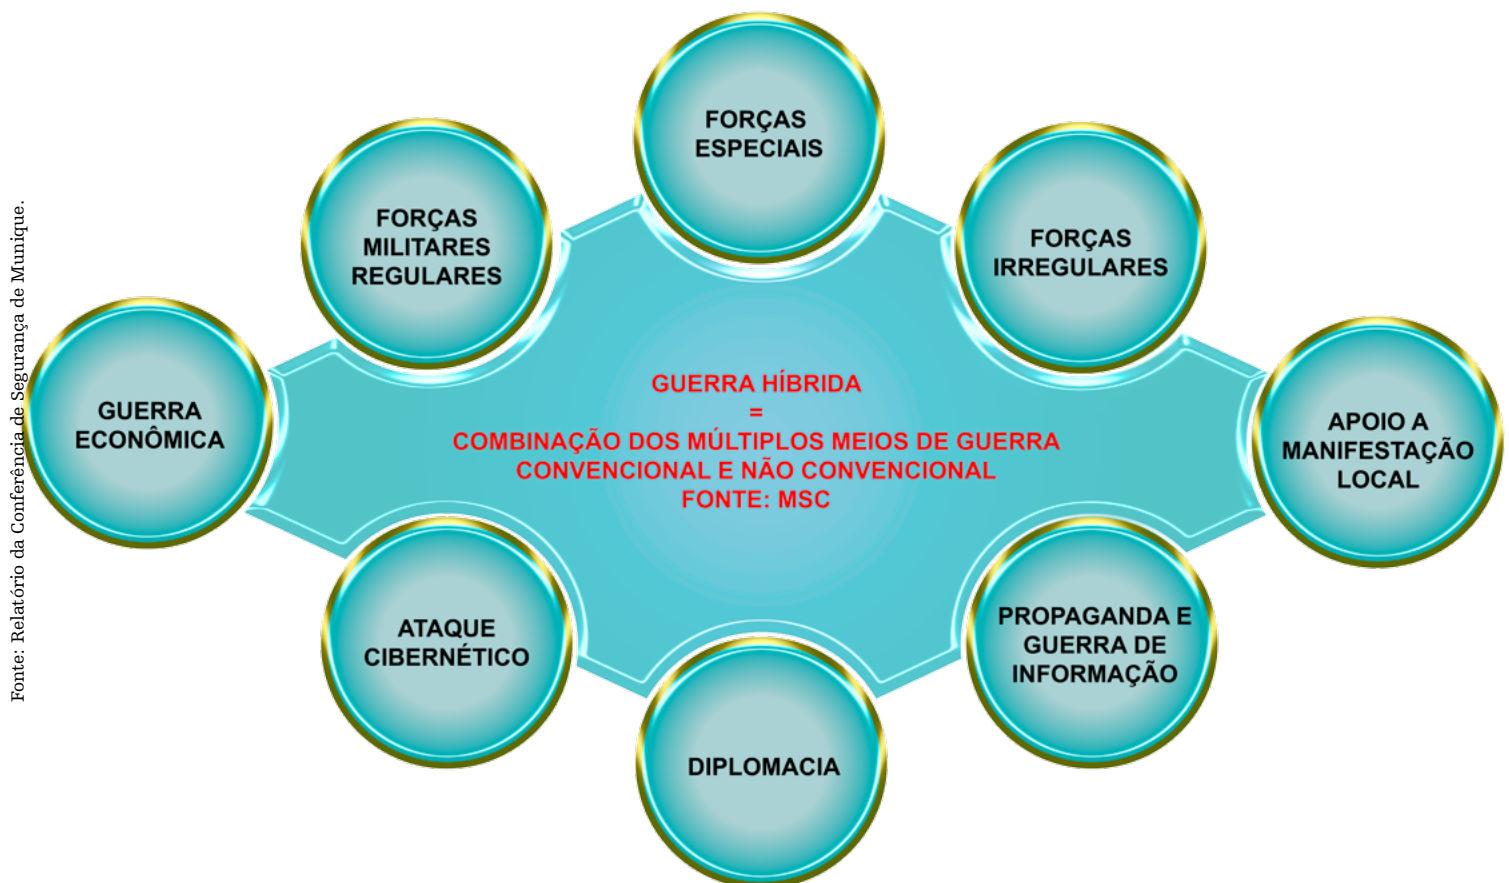 FORÇAS
ESPECIAIS
FORÇAS
MILITARES
REGULARES
FORÇAS
IRREGULARES
GUERRA
ECONÔMICA
GUERRA HÍBRIDA
=
COMBINAÇÃO DOS MÚLTIPLOS MEIOS DE GUERRA
CONVENCIONAL E NÃO CONVENCIONAL
FONTE: MSC
APOIO A
MANIFESTAÇÃO
LOCAL
ATAQUE
CIBERNÉTICO
PROPAGANDA E
GUERRA DE
INFORMAÇÃO
DIPLOMACIA
Fonte: Relatório da Conferência de Segurança de Munique.